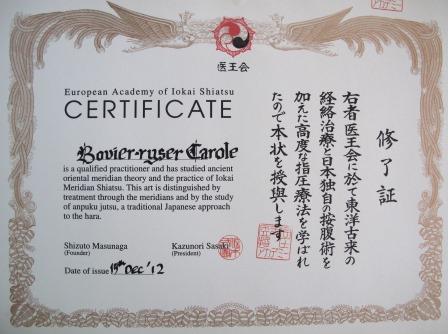 医王会
European Academy of Iokai Shiatsu
CERTIFICATE
Bovier-ryser Carole
is a qualified practitioner and has studied ancient
oriental meridian theory and the practice of Iokai
Meridian Shiatsu. This art is distinguished by
treatment through the meridians and by the study
of anpuku jutsu, a traditional Japanese approach
to the hara.
Shizuto Masunaga
(Founder)
Kazunori Sasaki
(President)
Date of issue 15th Dec '12
修了証
右者医王会に於て東洋古来の
経絡治療と日本独自の按腹術を
加えた高度な指圧療法を学ばれ
たので本状を授与します